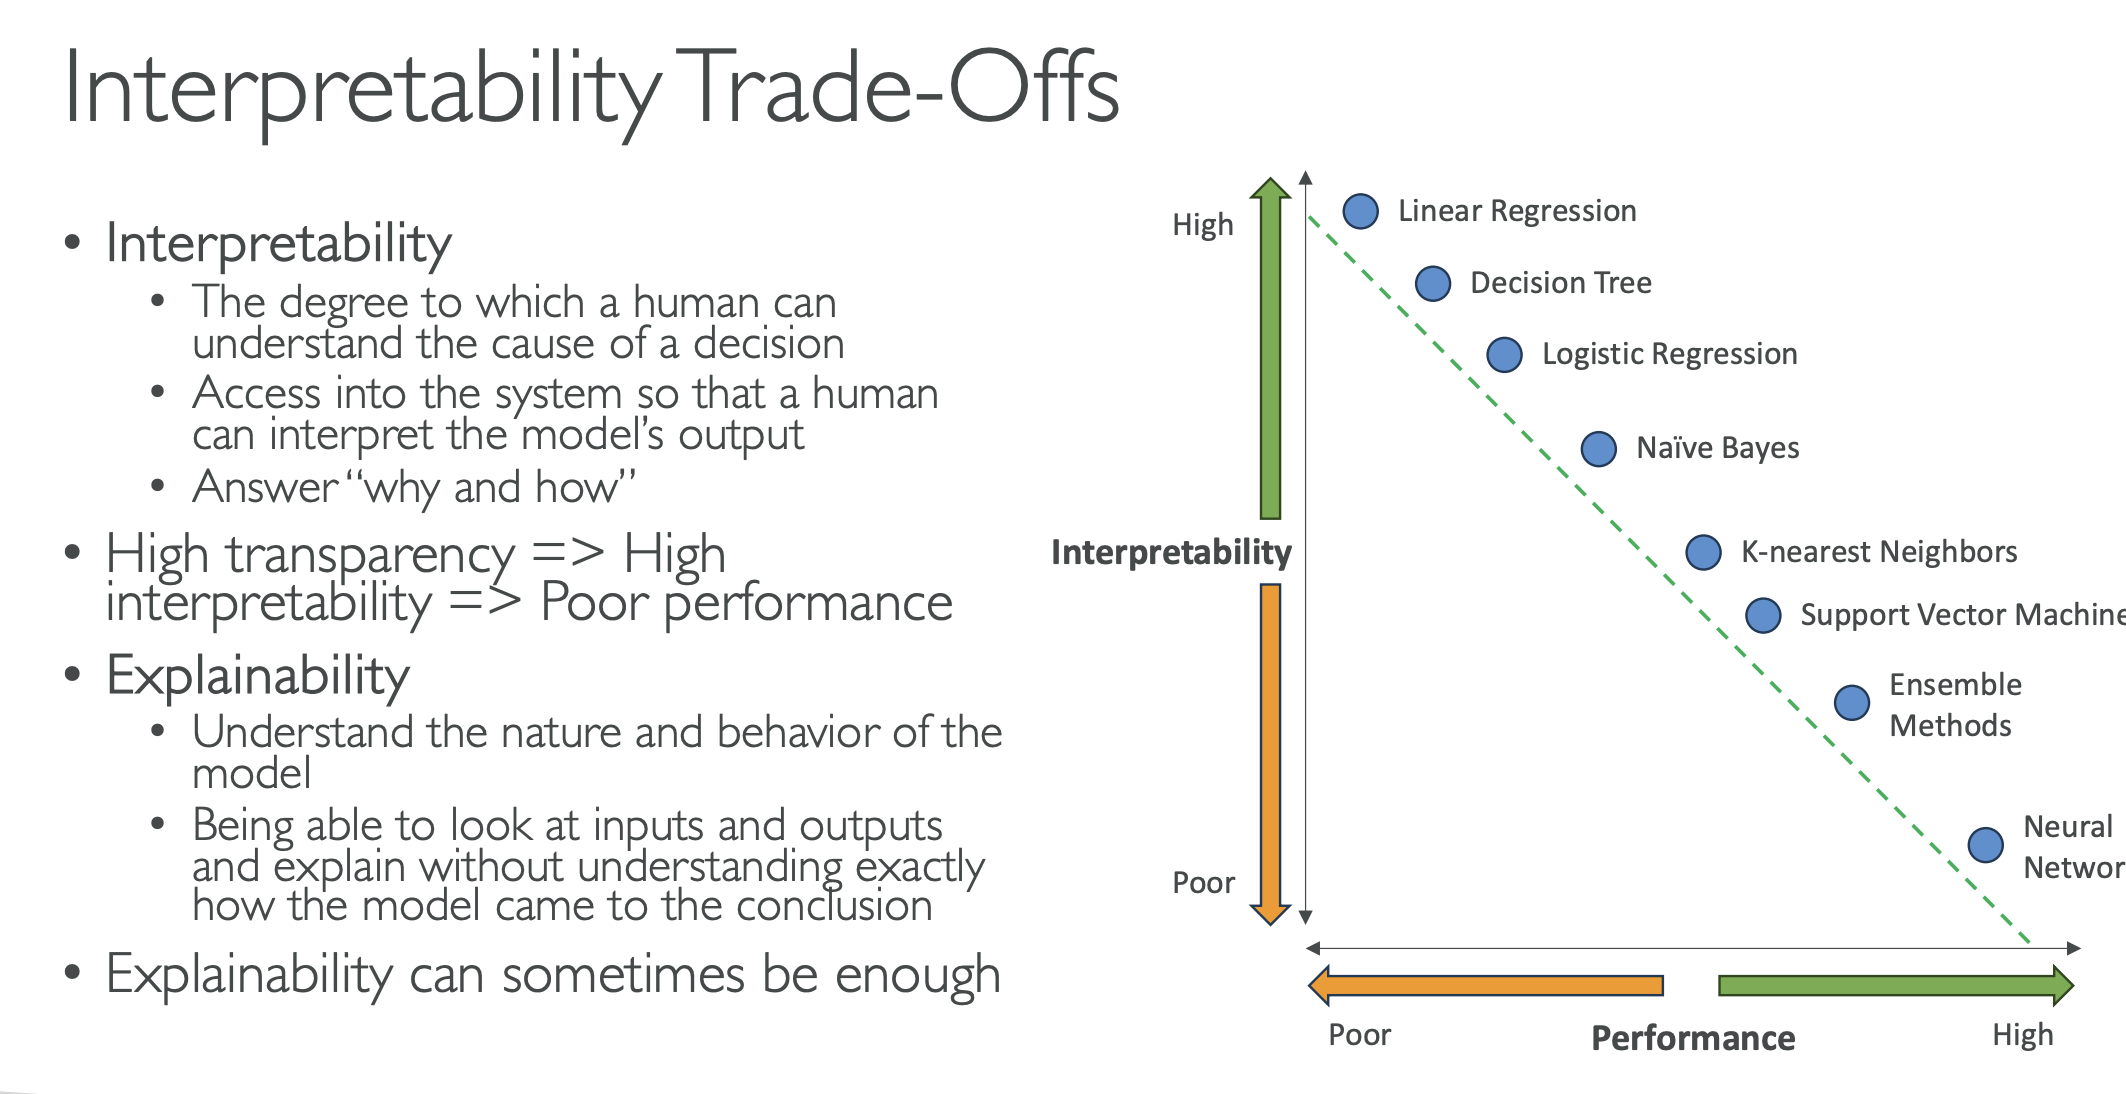 Interpretability Trade-Offs
• Interpretability
• The degree to which a human can
understand the cause of a decision
• Access into the system so that a human
can interpret the model’s output
• Answer “why and how”
• High transparency => High
interpretability => Poor performance
• Explainability
• Understand the nature and behavior of the
model
• Being able to look at inputs and outputs
and explain without understanding exactly
how the model came to the conclusion
• Explainability can sometimes be enough
High
Interpretability
Poor
Linear Regression
Decision Tree
Logistic Regression
Naïve Bayes
K-nearest Neighbors
Support Vector Machine
Ensemble
Methods
Neural
Networ
Poor
Performance
High